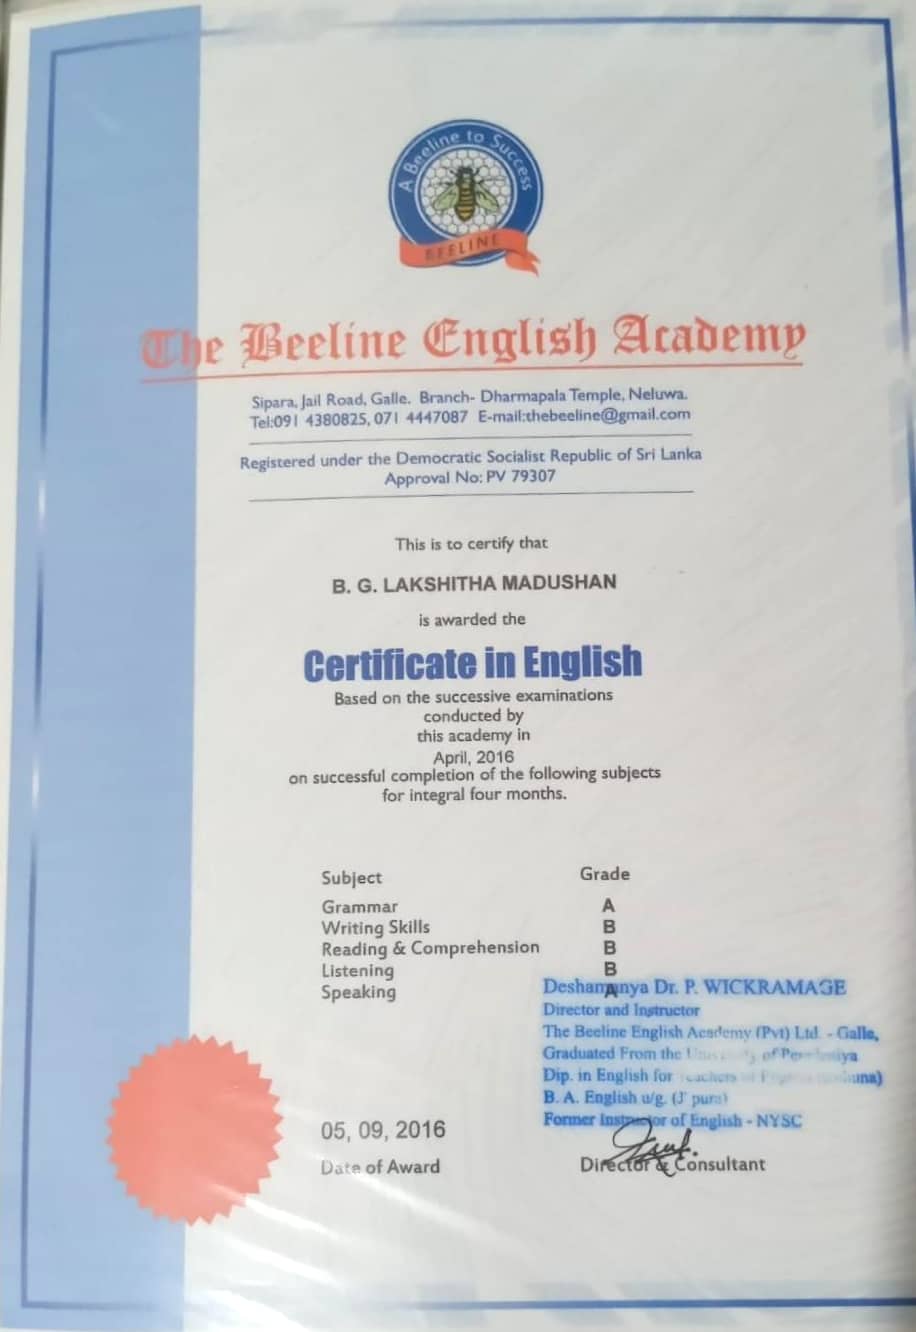 A Beeline to Success
BEELINE
The Beeline English Academy
Sipara, Jail Road, Galle. Branch- Dharmapala Temple, Neluwa.
Tel:091 4380825, 071 4447087 E-mail:thebeeline@gmail.com
Registered under the Democratic Socialist Republic of Sri Lanka
Approval No: PV 79307
This is to certify that
B. G. LAKSHITHA MADUSHAN
is awarded the
Certificate in English
Based on the successive examinations
conducted by
this academy in
April, 2016
on successful completion of the following subjects
for integral four months.
Subject Grade
Grammar A
Writing Skills B
Reading & Comprehension B
Listening B
Speaking A
Deshamanya Dr. P. WICKRAMAGE
Director and Instructor
The Beeline English Academy (Pvt) Ltd. - Galle,
Graduated From the of
Dip. in English for
B. A. English u/g. (J' pura)
Former Instructor of English - NYSC
05, 09, 2016
Date of Award
Director & Consultant